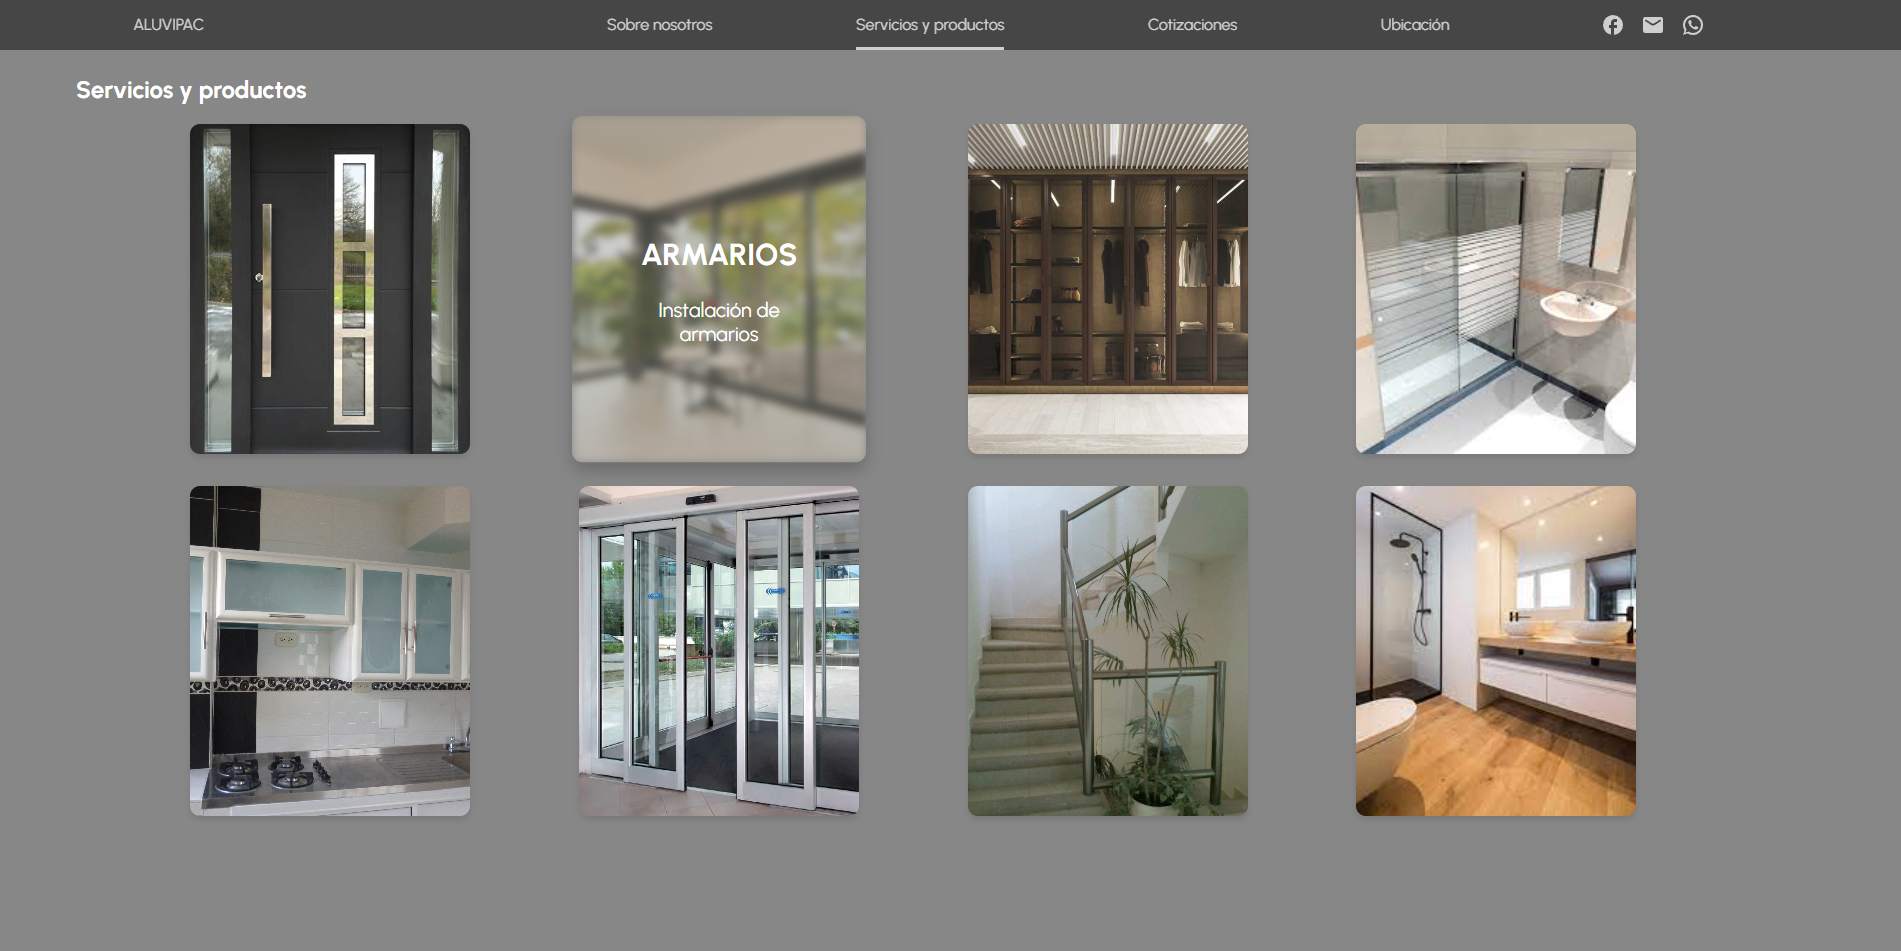 ALUVIPAC
Sobre nosotros
Servicios y productos
Cotizaciones
Ubicación
Servicios y productos
ARMARIOS
Instalación de
armarios